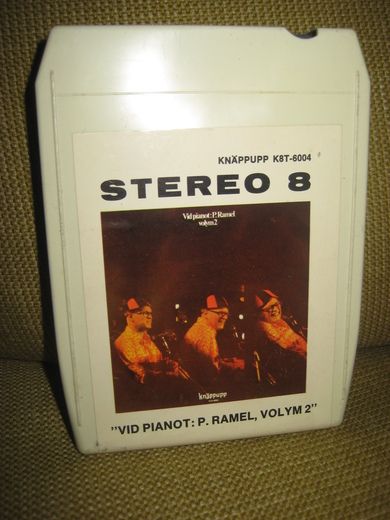 KNÄPPUPP K8T-6004
STEREO 8
Vid pianot: P. Ramel
volym 2
knäppupp
"VID PIANOT: P. RAMEL, VOLYM 2"